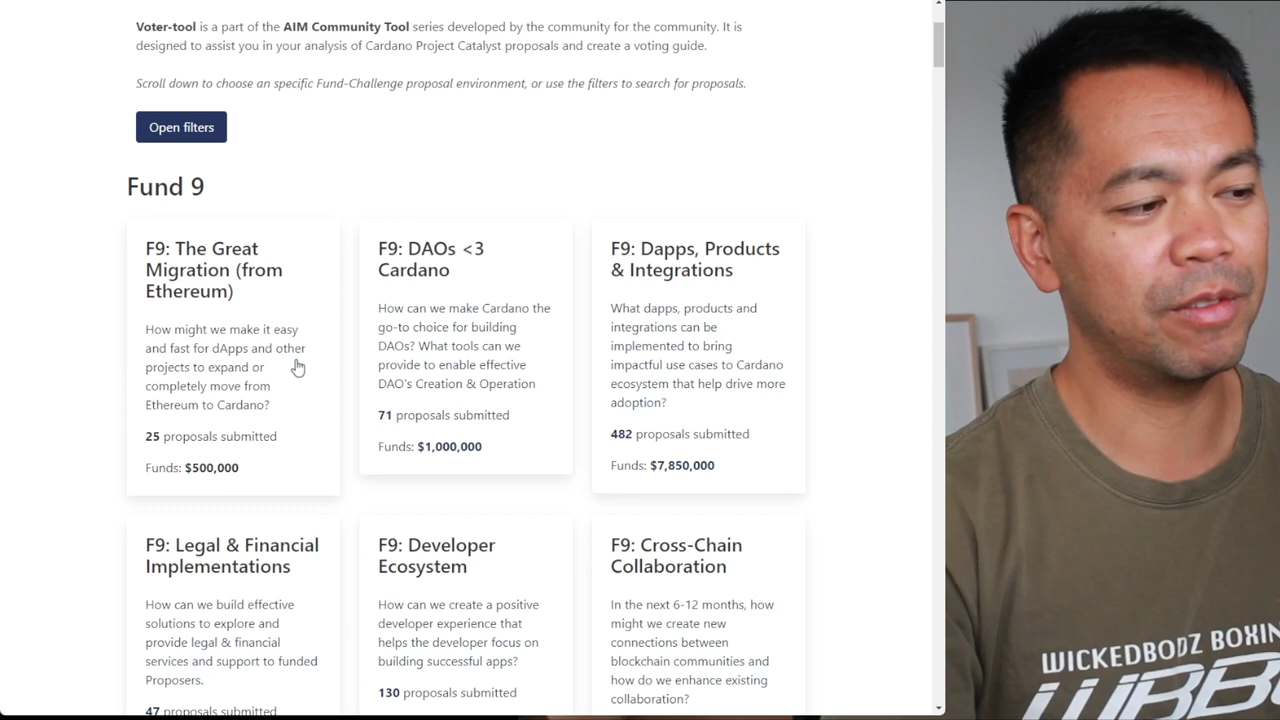 Voter-tool is a part of the AIM Community Tool series developed by the community for the community. It is
designed to assist you in your analysis of Cardano Project Catalyst proposals and create a voting guide.
Scroll down to choose an specific Fund-Challenge proposal environment, or use the filters to search for proposals.
Open filters
Fund 9
F9: The Great
Migration (from
Ethereum)
How might we make it easy
and fast for dApps and other
projects to expand or
completely move from
Ethereum to Cardano?
25 proposals submitted
Funds: $500,000
F9: DAOs <3
Cardano
How can we make Cardano the
go-to choice for building
DAOs? What tools can we
provide to enable effective
DAO's Creation & Operation
71 proposals submitted
Funds: $1,000,000
F9: Dapps, Products
& Integrations
What dapps, products and
integrations can be
implemented to bring
impactful use cases to Cardano
ecosystem that help drive more
adoption?
482 proposals submitted
Funds: $7,850,000
F9: Legal & Financial
Implementations
How can we build effective
solutions to explore and
provide legal & financial
services and support to funded
Proposers.
47 proposals submitted
F9: Developer
Ecosystem
How can we create a positive
developer experience that
helps the developer focus on
building successful apps?
130 proposals submitted
F9: Cross-Chain
Collaboration
In the next 6-12 months, how
might we create new
connections between
blockchain communities and
how do we enhance existing
collaboration?
WICKEDBODZ BOXIN